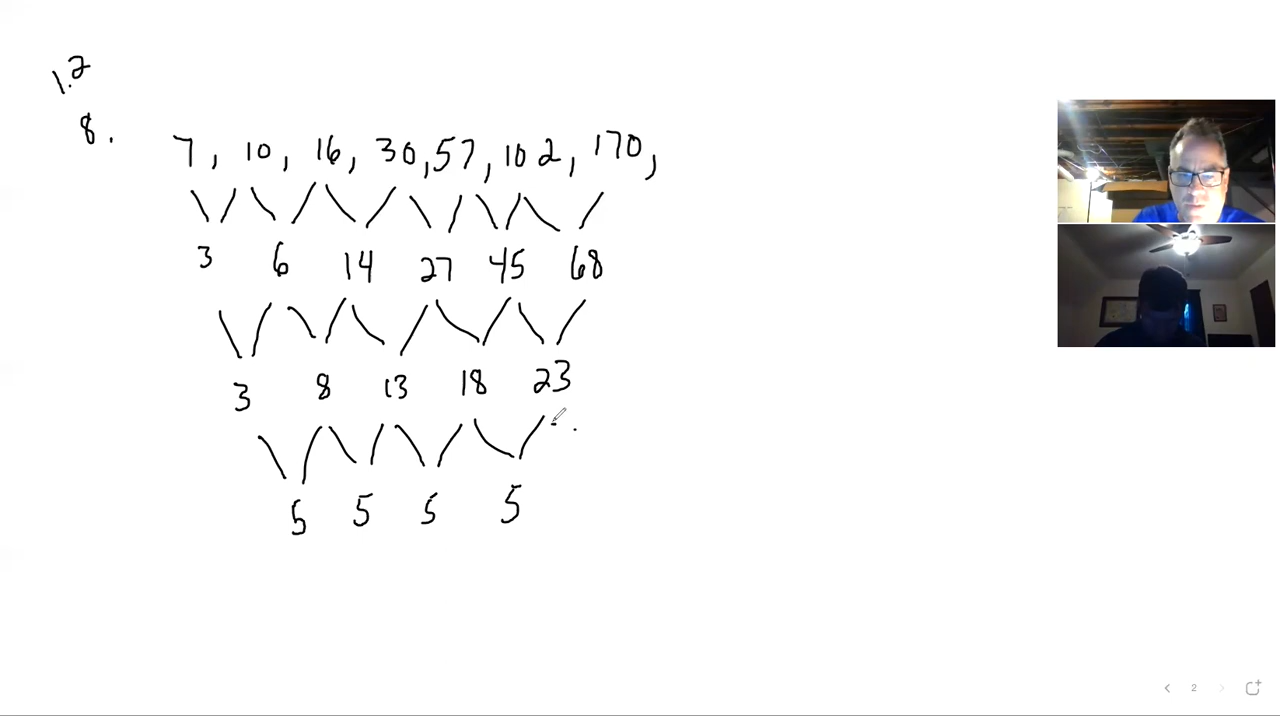 1.2
8. 7, 10, 16, 30, 57, 102, 170,
3 6 14 27 45 68
3 8 13 18 23
5 5 5 5
2